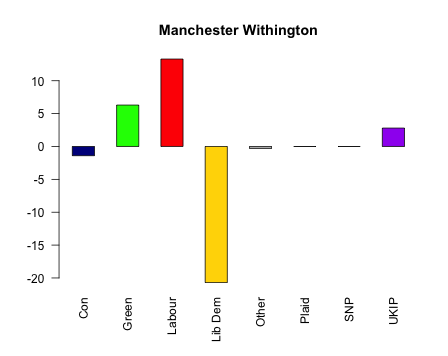 Manchester Withington
10
5
0
-5
-10
-15
-20
Con
Green
Labour
Lib Dem
Other
Plaid
SNP
UKIP